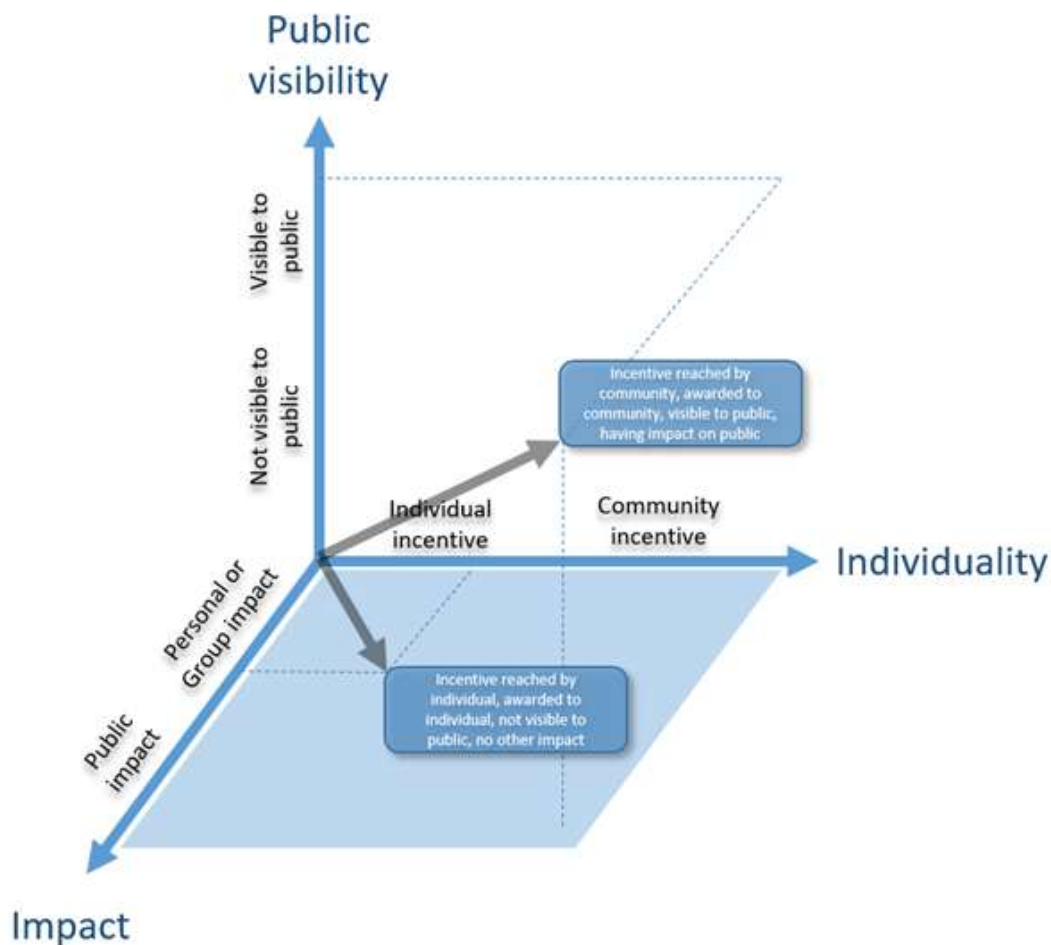 Public
visibility
Visible to
public
Not visible to
public
Incentive reached by
community, awarded to
community, visible to public,
having impact on public
Individual
incentive
Community
incentive
Individuality
Personal or
Group impact
Public
impact
Incentive reached by
individual, awarded to
individual, not visible to
public, no other impact
Impact